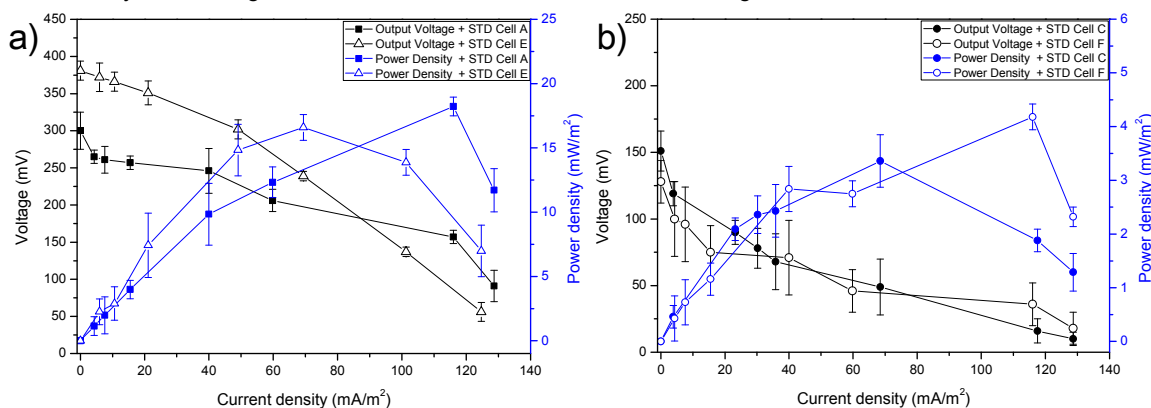 a)
Output Voltage + STD Cell A
Output Voltage + STD Cell E
Power Density + STD Cell A
Power Density + STD Cell E
450
400
350
300
250
200
150
100
50
0
Voltage (mV)
25
20
15
10
5
0
Power density (mW/m²)
0 20 40 60 80 100 120 140
Current density (mA/m²)
b)
Output Voltage + STD Cell C
Output Voltage + STD Cell F
Power Density + STD Cell C
Power Density + STD Cell F
250
200
150
100
50
0
Voltage (mV)
6
5
4
3
2
1
0
Power density (mW/m²)
0 20 40 60 80 100 120 140
Current density (mA/m²)